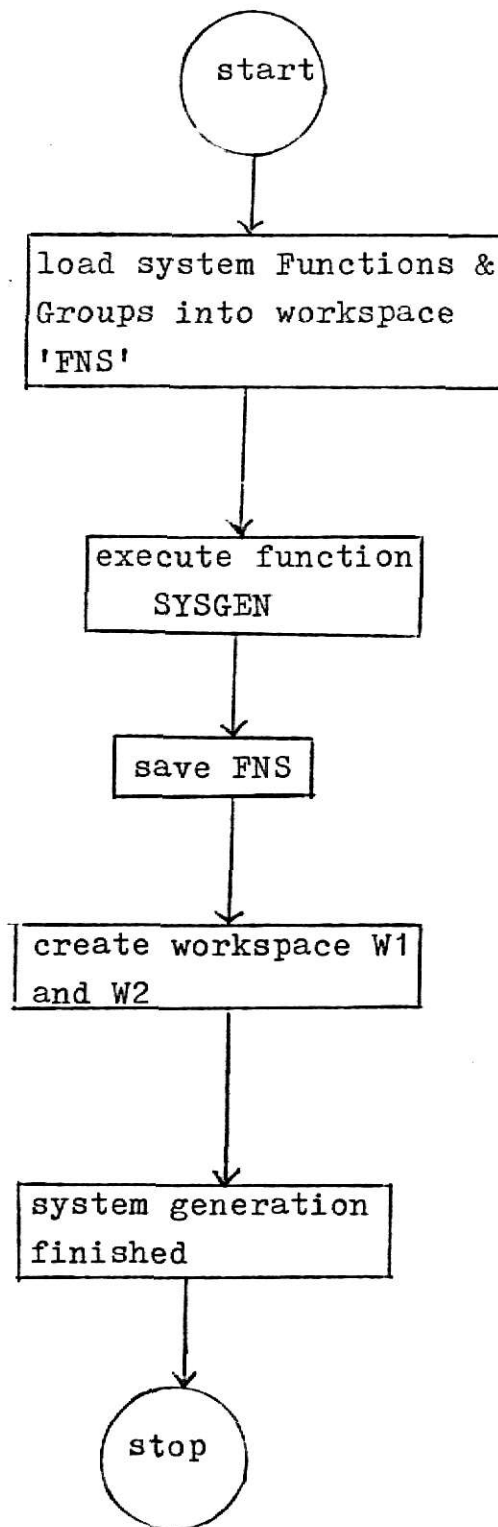 start
load system Functions &
Groups into workspace
'FNS'
execute function
SYSGEN
save FNS
create workspace W1
and W2
system generation
finished
stop